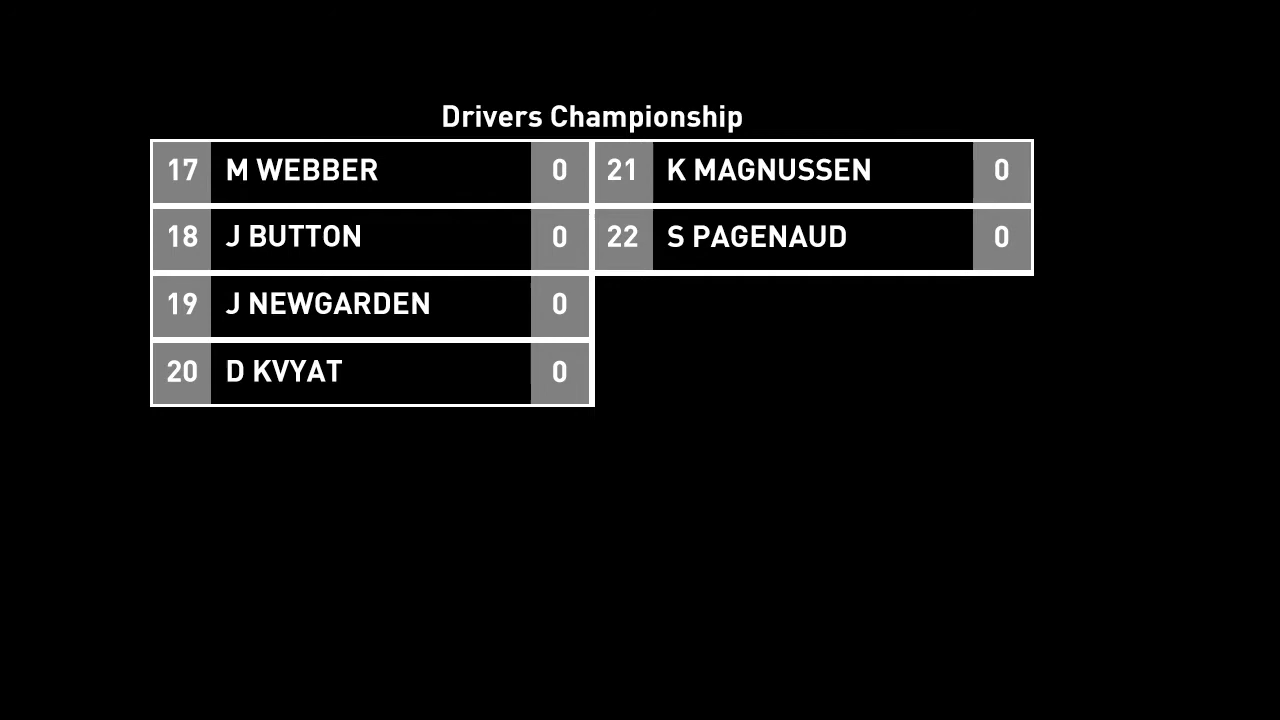 Drivers Championship
17 M WEBBER 0
18 J BUTTON 0
19 J NEWGARDEN 0
20 D KVYAT 0
21 K MAGNUSSEN 0
22 S PAGENAUD 0